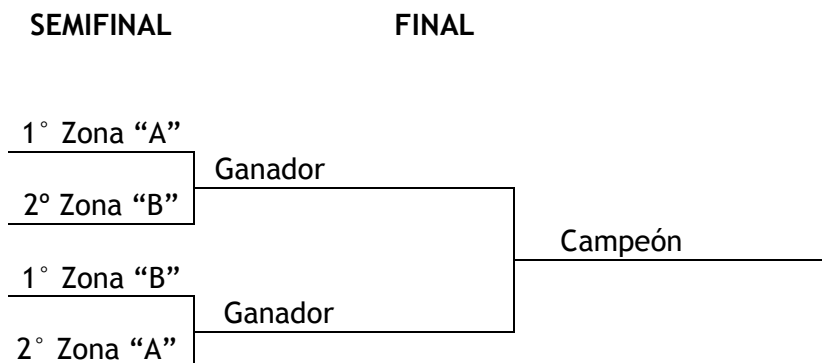 SEMIFINAL FINAL
1° Zona “A”
Ganador
2º Zona “B”
Campeón
1° Zona “B”
Ganador
2° Zona “A”